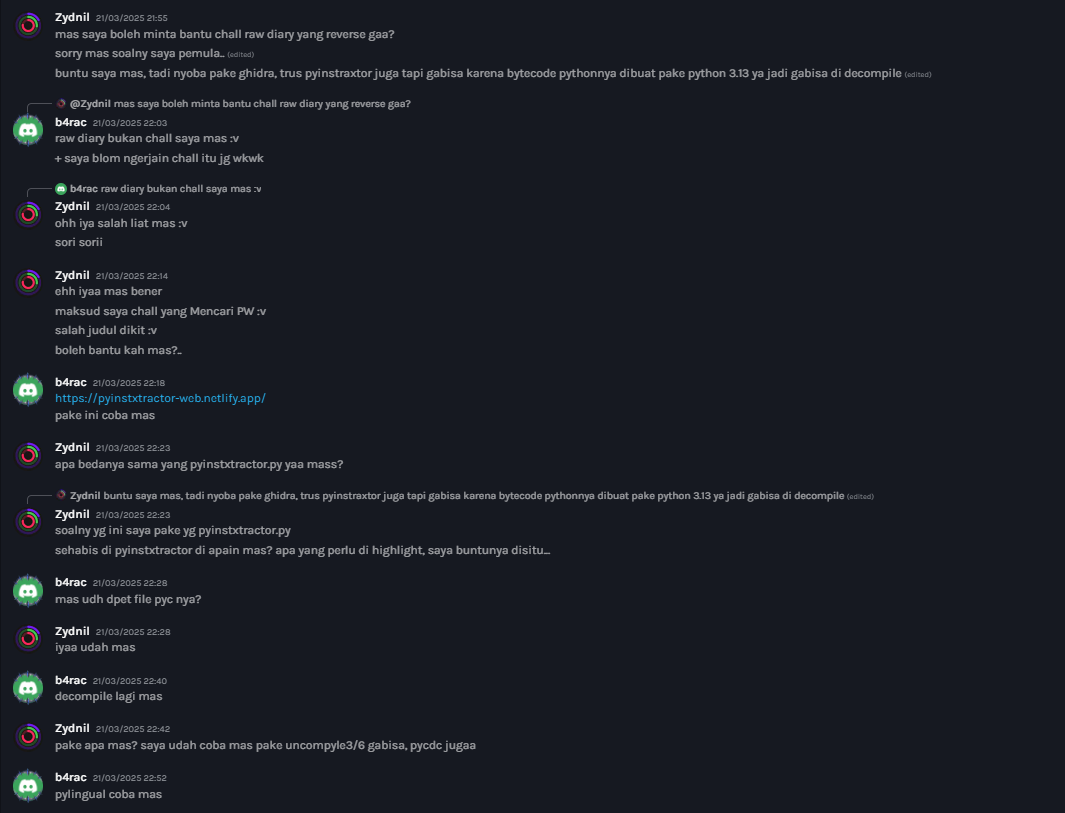 Zydnil 21/03/2025 21:55
mas saya boleh minta bantu chall raw diary yang reverse gaa?
sorry mas soalny saya pemula.. (edited)
buntu saya mas, tadi nyoba pake ghidra, trus pyinstraxtor juga tapi gabisa karena bytecode pythonnya dibuat pake python 3.13 ya jadi gabisa di decompile (edited)
@Zydnil mas saya boleh minta bantu chall raw diary yang reverse gaa?
b4rac 21/03/2025 22:03
raw diary bukan chall saya mas :v
+ saya blom ngerjain chall itu jg wkwk
b4rac raw diary bukan chall saya mas :v
Zydnil 21/03/2025 22:04
ohh iya salah liat mas :v
sori sorii
Zydnil 21/03/2025 22:14
ehh iyaa mas bener
maksud saya chall yang Mencari PW :v
salah judul dikit :v
boleh bantu kah mas?..
b4rac 21/03/2025 22:18
https://pyinstxtractor-web.netlify.app/
pake ini coba mas
Zydnil 21/03/2025 22:23
apa bedanya sama yang pyinstxtractor.py yaa mass?
Zydnil buntu saya mas, tadi nyoba pake ghidra, trus pyinstraxtor juga tapi gabisa karena bytecode pythonnya dibuat pake python 3.13 ya jadi gabisa di decompile (edited)
Zydnil 21/03/2025 22:23
soalny yg ini saya pake yg pyinstxtractor.py
sehabis di pyinstxtractor di apain mas? apa yang perlu di highlight, saya buntunya disitu...
b4rac 21/03/2025 22:28
mas udh dpet file pyc nya?
Zydnil 21/03/2025 22:28
iyaa udah mas
b4rac 21/03/2025 22:40
decompile lagi mas
Zydnil 21/03/2025 22:42
pake apa mas? saya udah coba mas pake uncompyle3/6 gabisa, pycdc jugaa
b4rac 21/03/2025 22:52
pylingual coba mas